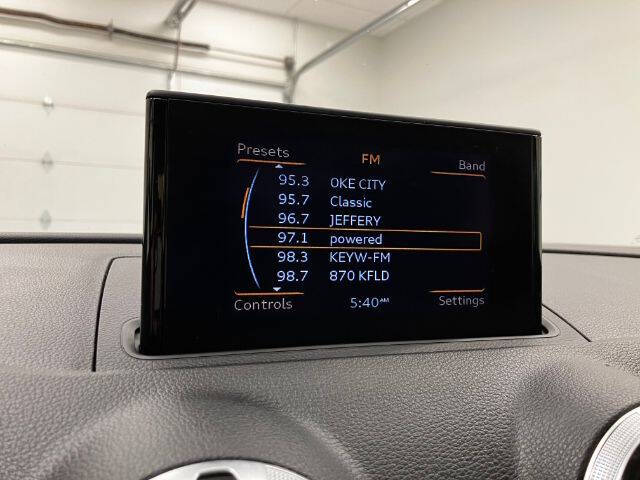 Presets
FM
Band
95.3 OKE CITY
95.7 Classic
96.7 JEFFERY
97.1 powered
98.3 KEYW-FM
98.7 870 KFLD
Controls
5:40AM
Settings